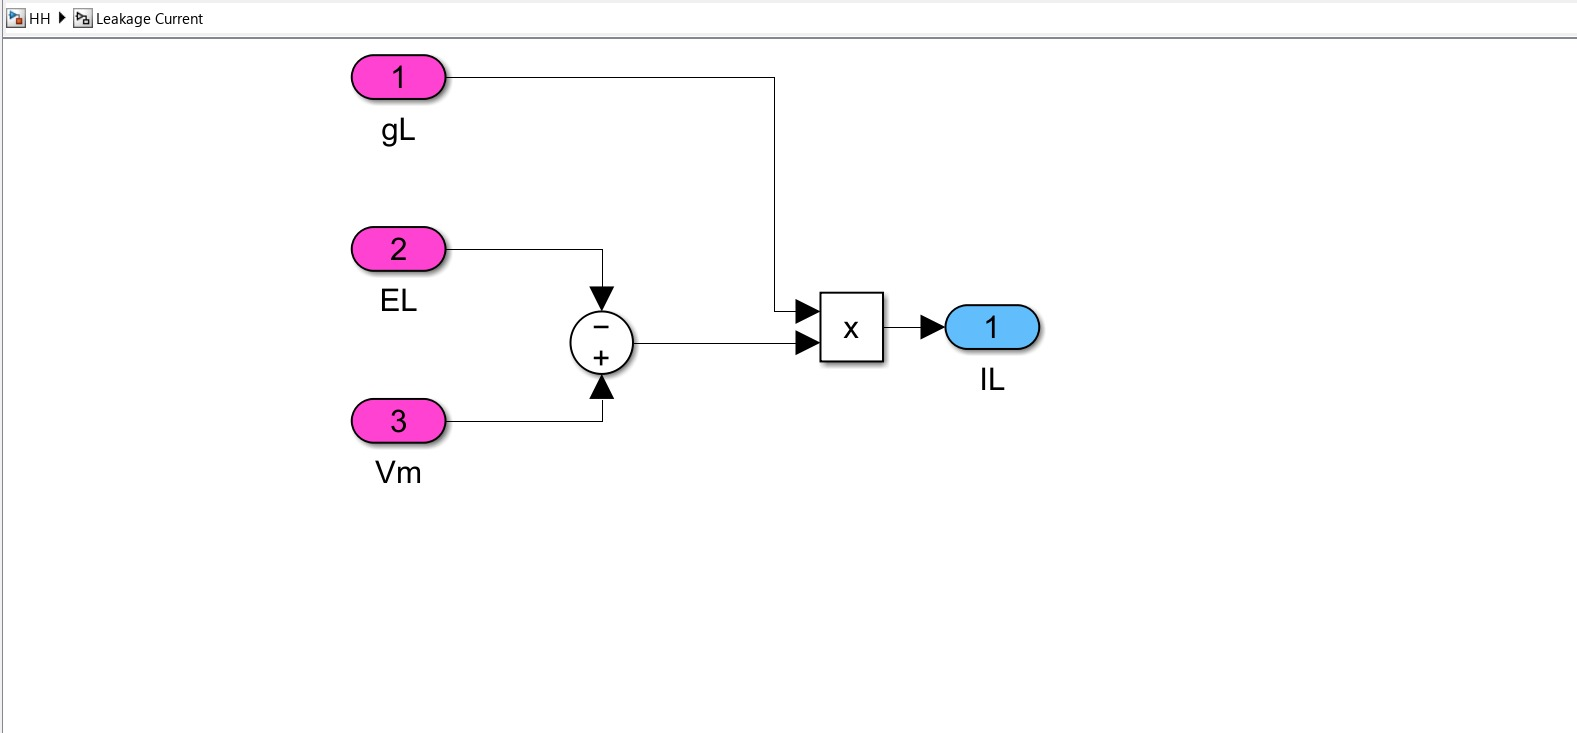 HH Leakage Current
1
gL
2
EL
−
+
x
1
IL
3
Vm